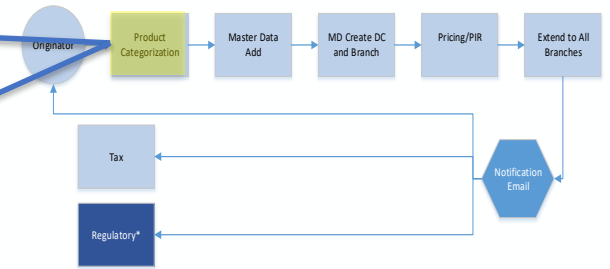 Originator
Product
Categorization
Master Data
Add
MD Create DC
and Branch
Pricing/PIR
Extend to All
Branches
Tax
Notification
Email
Regulatory*